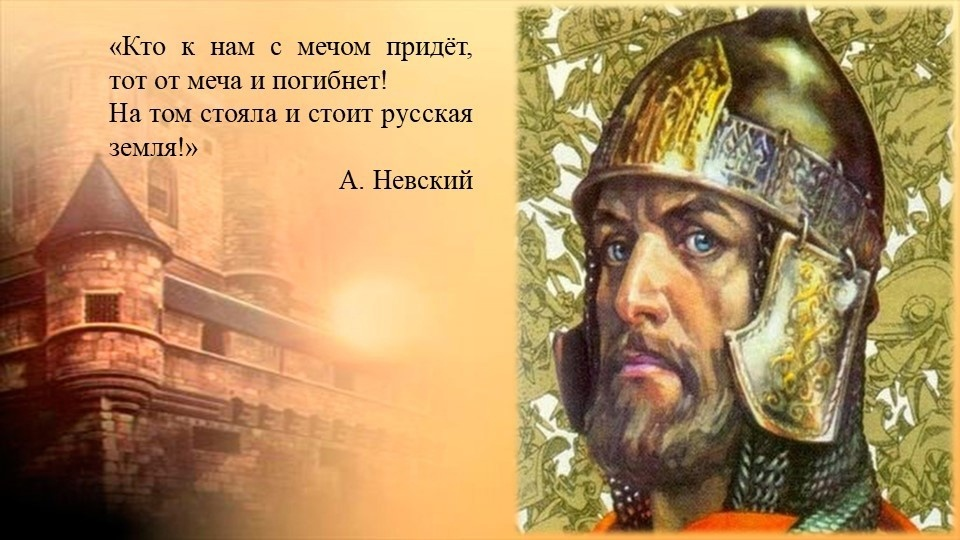 «Кто к нам с мечом придёт,
тот от меча и погибнет!
На том стояла и стоит русская
земля!»
А. Невский